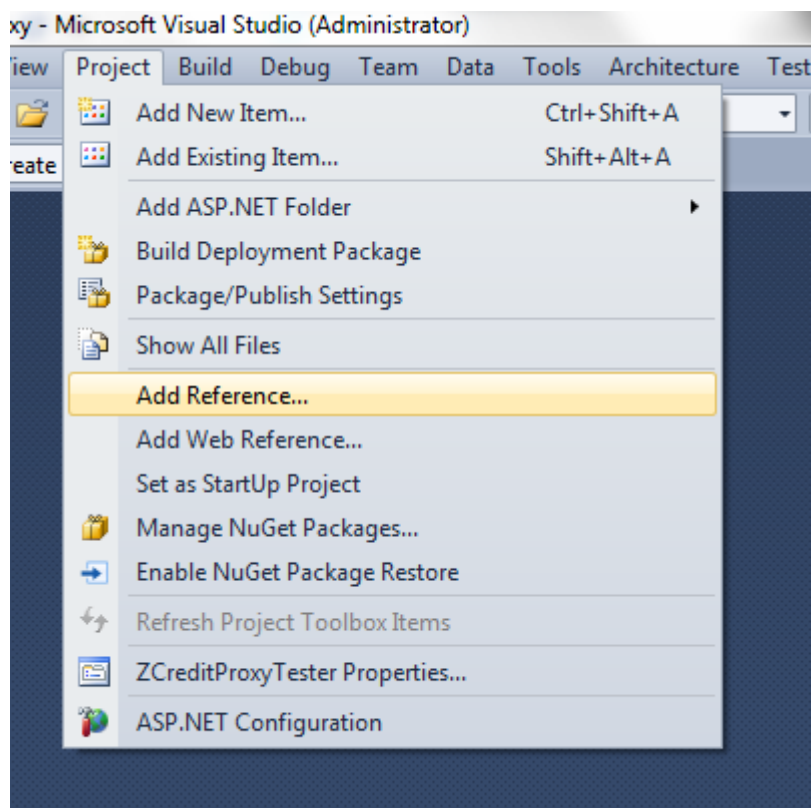 xy - Microsoft Visual Studio (Administrator)
iew Project Build Debug Team Data Tools Architecture Test
Add New Item... Ctrl+Shift+A
reate Add Existing Item... Shift+Alt+A
Add ASP.NET Folder
Build Deployment Package
Package/Publish Settings
Show All Files
Add Reference...
Add Web Reference...
Set as StartUp Project
Manage NuGet Packages...
Enable NuGet Package Restore
Refresh Project Toolbox Items
ZCreditProxyTester Properties...
ASP.NET Configuration